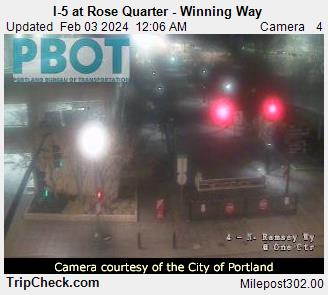 I-5 at Rose Quarter - Winning Way
Updated Feb 03 2024 12:06 AM Camera 4
PBOT
PORTLAND BUREAU OF TRANSPORTATION
4 - N. Ramsey Wy
@ One Ctr
Camera courtesy of the City of Portland
TripCheck.com Milepost302.00